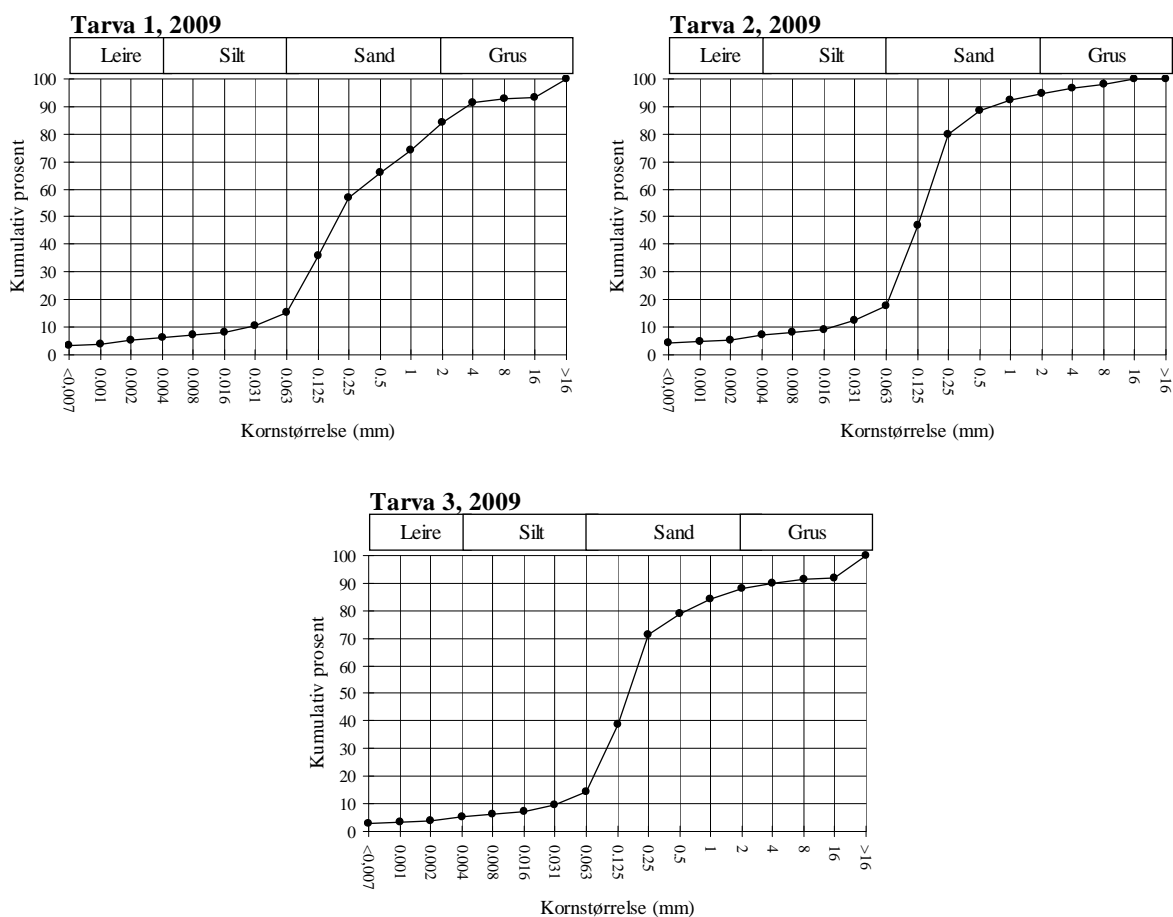 Tarva 1, 2009
Leire Silt Sand Grus
100
90
80
70
60
50
40
30
20
10
0
Kumulativ prosent
<0,007 0.001 0.002 0.004 0.008 0.016 0.031 0.063 0.125 0.25 0.5 1 2 4 8 16 >16
Kornstørrelse (mm)
Tarva 2, 2009
Leire Silt Sand Grus
100
90
80
70
60
50
40
30
20
10
0
Kumulativ prosent
<0,007 0.001 0.002 0.004 0.008 0.016 0.031 0.063 0.125 0.25 0.5 1 2 4 8 16 >16
Kornstørrelse (mm)
Tarva 3, 2009
Leire Silt Sand Grus
100
90
80
70
60
50
40
30
20
10
0
Kumulativ prosent
<0,007 0.001 0.002 0.004 0.008 0.016 0.031 0.063 0.125 0.25 0.5 1 2 4 8 16 >16
Kornstørrelse (mm)